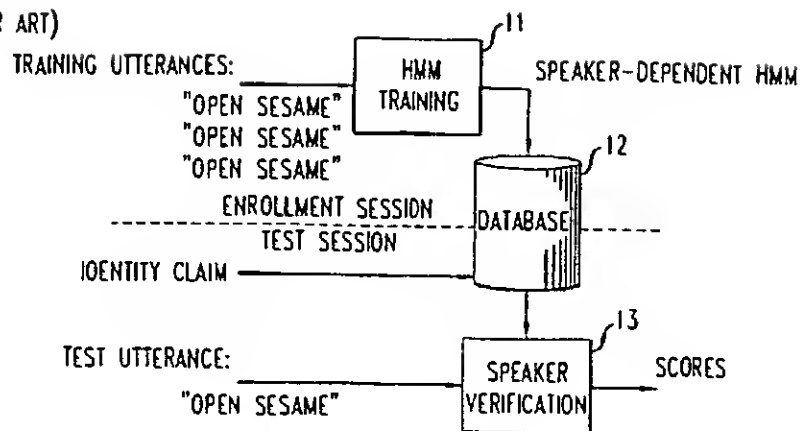 ART)
11
TRAINING UTTERANCES:
HMM
TRAINING
SPEAKER-DEPENDENT HMM
"OPEN SESAME"
"OPEN SESAME"
"OPEN SESAME"
12
ENROLLMENT SESSION
DATABASE
TEST SESSION
IDENTITY CLAIM
13
TEST UTTERANCE:
SPEAKER
VERIFICATION
SCORES
"OPEN SESAME"